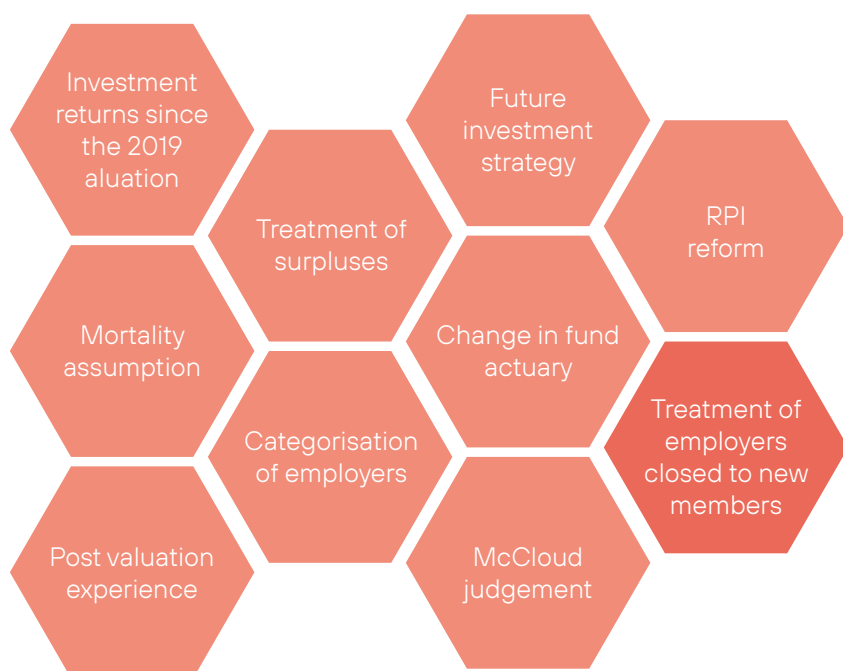 Investment
returns since
the 2019
aluation
Future
investment
strategy
Treatment of
surpluses
RPI
reform
Mortality
assumption
Change in fund
actuary
Categorisation
of employers
Treatment of
employers
closed to new
members
Post valuation
experience
McCloud
judgement